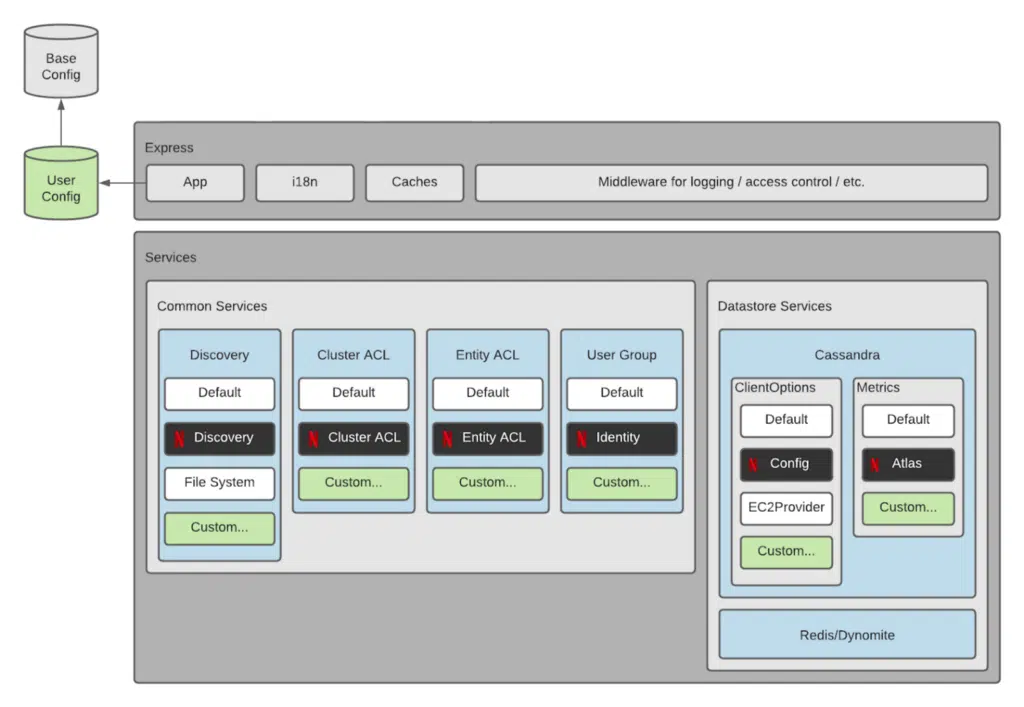 Base
Config
User
Config
Express
App
i18n
Caches
Middleware for logging / access control / etc.
Services
Common Services
Discovery
Default
Discovery
File System
Custom...
Cluster ACL
Default
Cluster ACL
Custom...
Entity ACL
Default
Entity ACL
Custom...
User Group
Default
Identity
Custom...
Datastore Services
Cassandra
ClientOptions
Default
Config
EC2Provider
Custom...
Metrics
Default
Atlas
Custom...
Redis/Dynomite